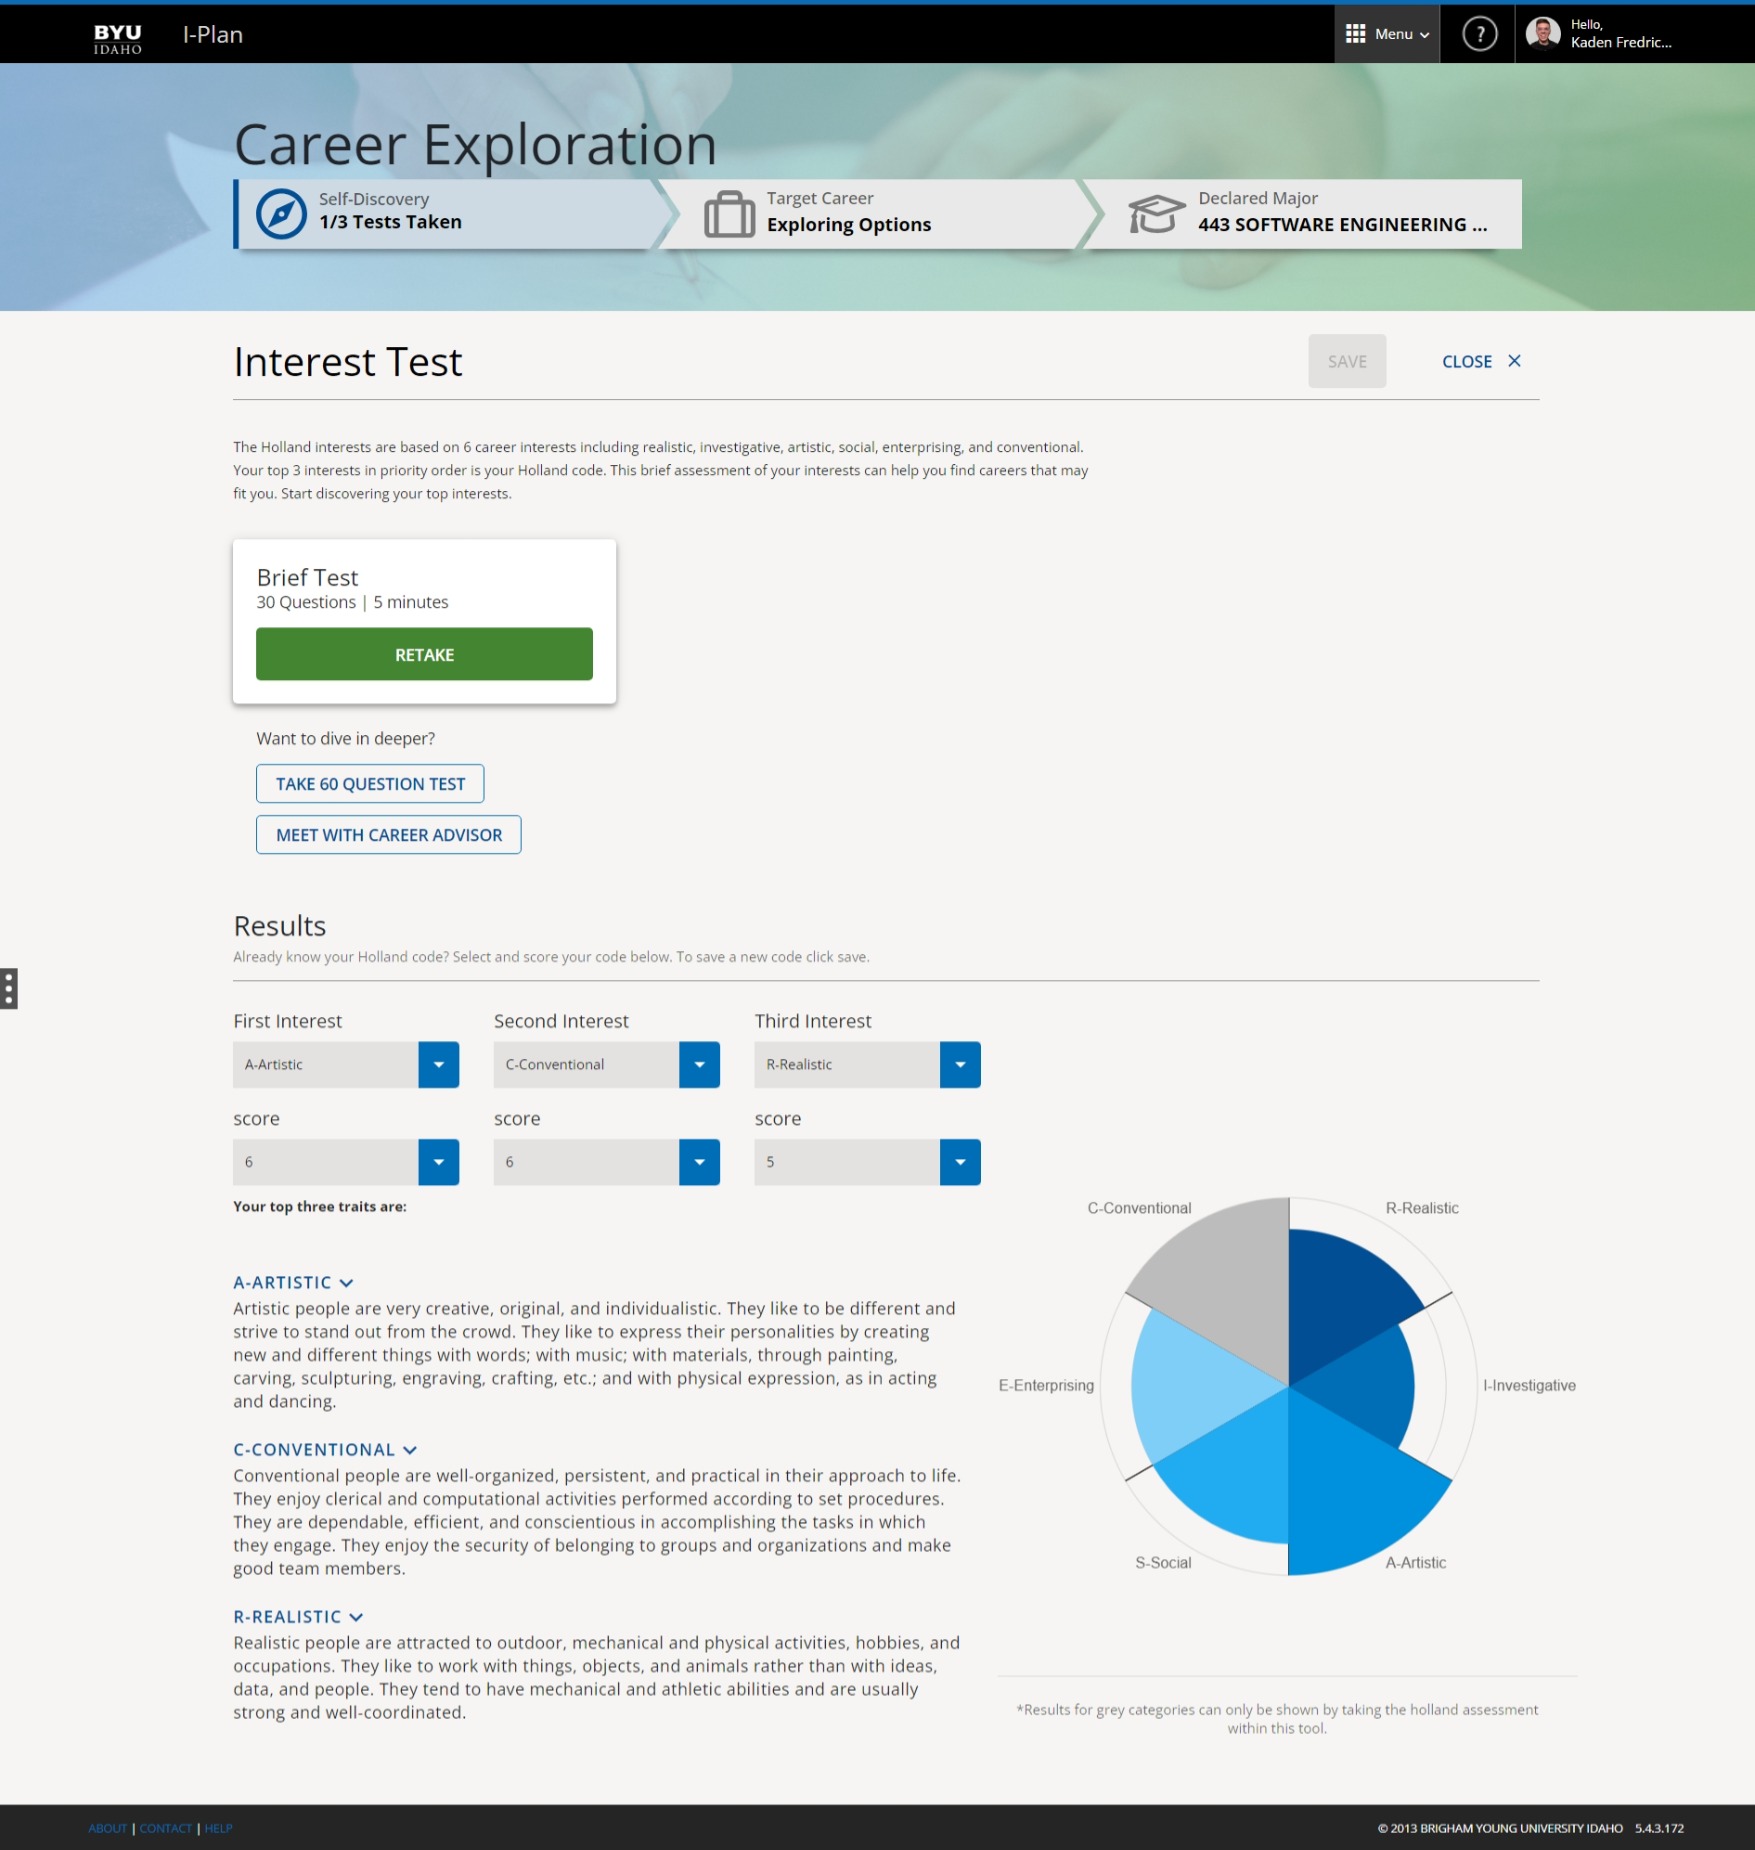 BYU
IDAHO
I-Plan
Menu
?
Hello,
Kaden Fredric...
Career Exploration
Self-Discovery
1/3 Tests Taken
Target Career
Exploring Options
Declared Major
443 SOFTWARE ENGINEERING ...
Interest Test
SAVE
CLOSE ×
The Holland interests are based on 6 career interests including realistic, investigative, artistic, social, enterprising, and conventional.
Your top 3 interests in priority order is your Holland code. This brief assessment of your interests can help you find careers that may
fit you. Start discovering your top interests.
Brief Test
30 Questions | 5 minutes
RETAKE
Want to dive in deeper?
TAKE 60 QUESTION TEST
MEET WITH CAREER ADVISOR
Results
Already know your Holland code? Select and score your code below. To save a new code click save.
First Interest
Second Interest
Third Interest
A-Artistic
C-Conventional
R-Realistic
score
score
score
6
6
5
Your top three traits are:
A-ARTISTIC
Artistic people are very creative, original, and individualistic. They like to be different and
strive to stand out from the crowd. They like to express their personalities by creating
new and different things with words; with music; with materials, through painting,
carving, sculpturing, engraving, crafting, etc.; and with physical expression, as in acting
and dancing.
C-CONVENTIONAL
Conventional people are well-organized, persistent, and practical in their approach to life.
They enjoy clerical and computational activities performed according to set procedures.
They are dependable, efficient, and conscientious in accomplishing the tasks in which
they engage. They enjoy the security of belonging to groups and organizations and make
good team members.
R-REALISTIC
Realistic people are attracted to outdoor, mechanical and physical activities, hobbies, and
occupations. They like to work with things, objects, and animals rather than with ideas,
data, and people. They tend to have mechanical and athletic abilities and are usually
strong and well-coordinated.
C-Conventional
R-Realistic
E-Enterprising
I-Investigative
S-Social
A-Artistic
*Results for grey categories can only be shown by taking the holland assessment
within this tool.
ABOUT | CONTACT | HELP
© 2013 BRIGHAM YOUNG UNIVERSITY IDAHO 5.4.3.172